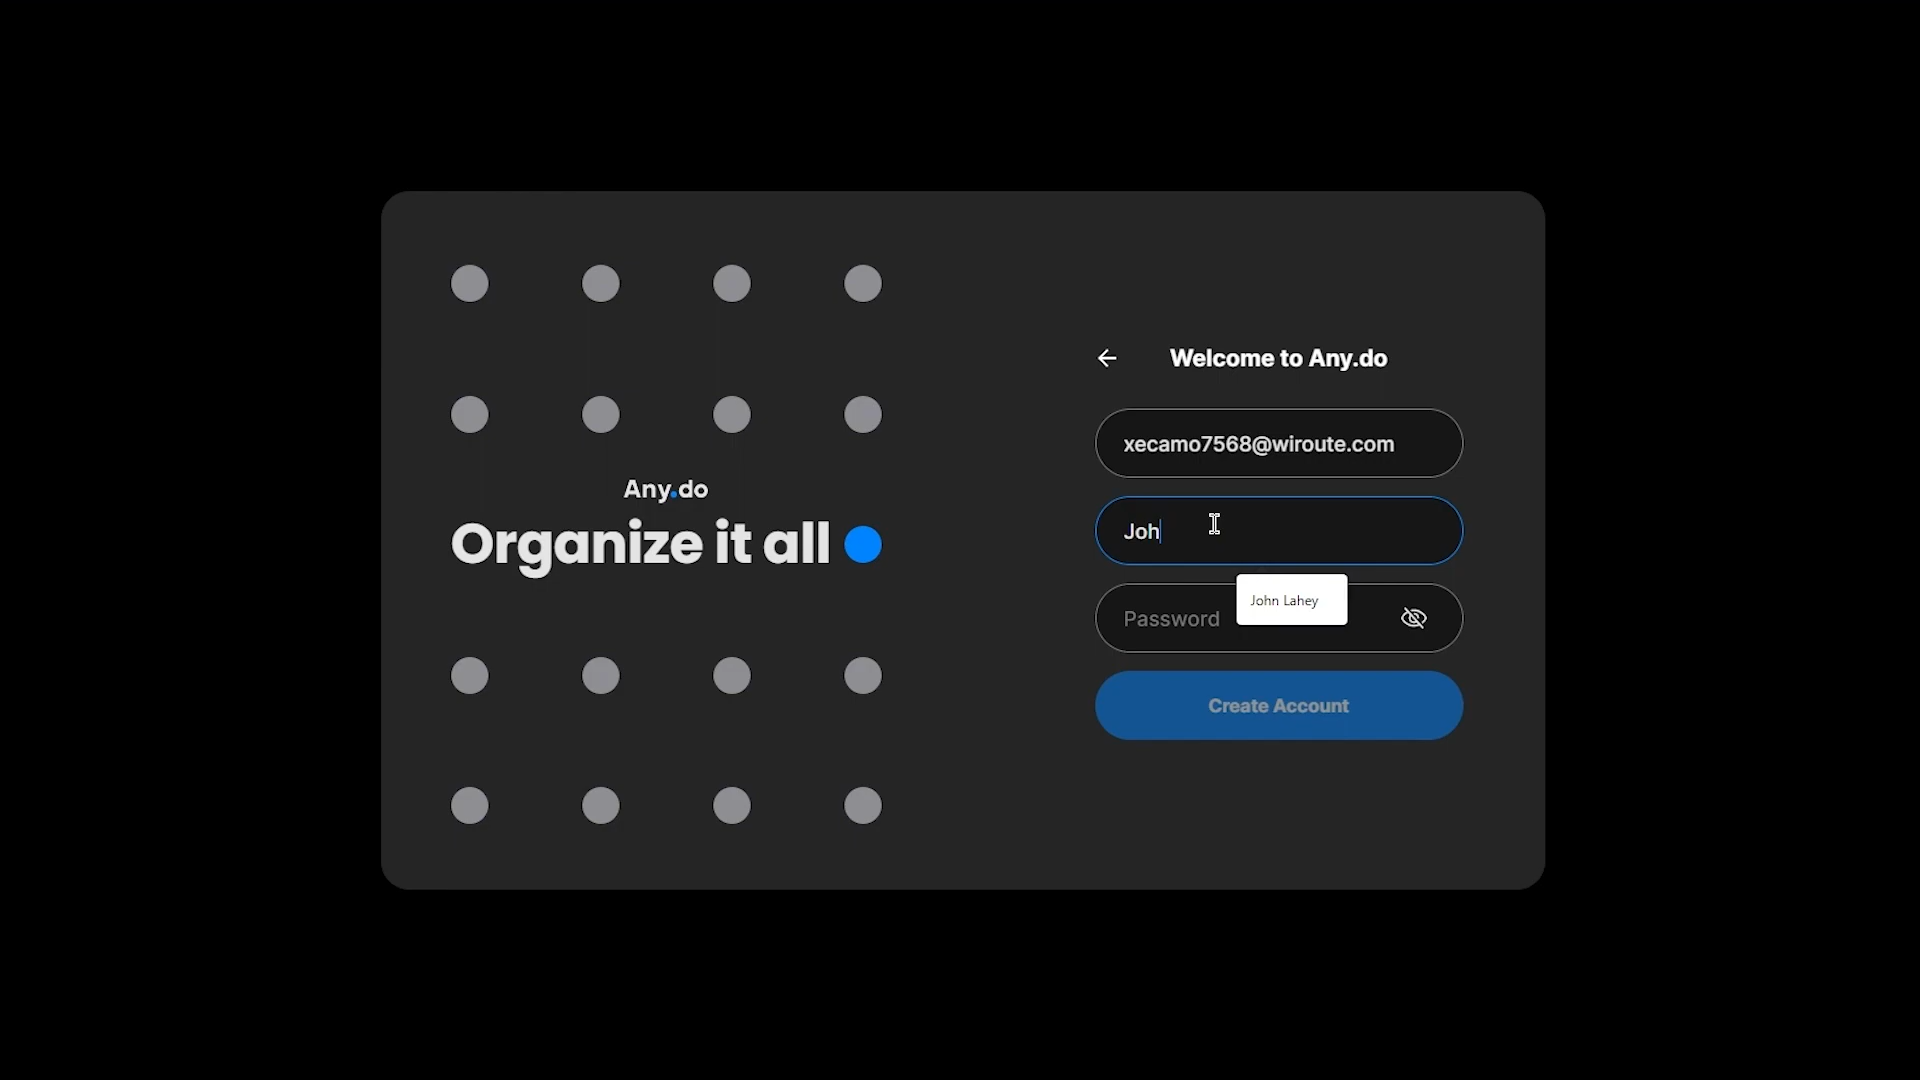 Any.do
Organize it all
Welcome to Any.do
xecamo7568@wiroute.com
Joh
John Lahey
Password
Create Account